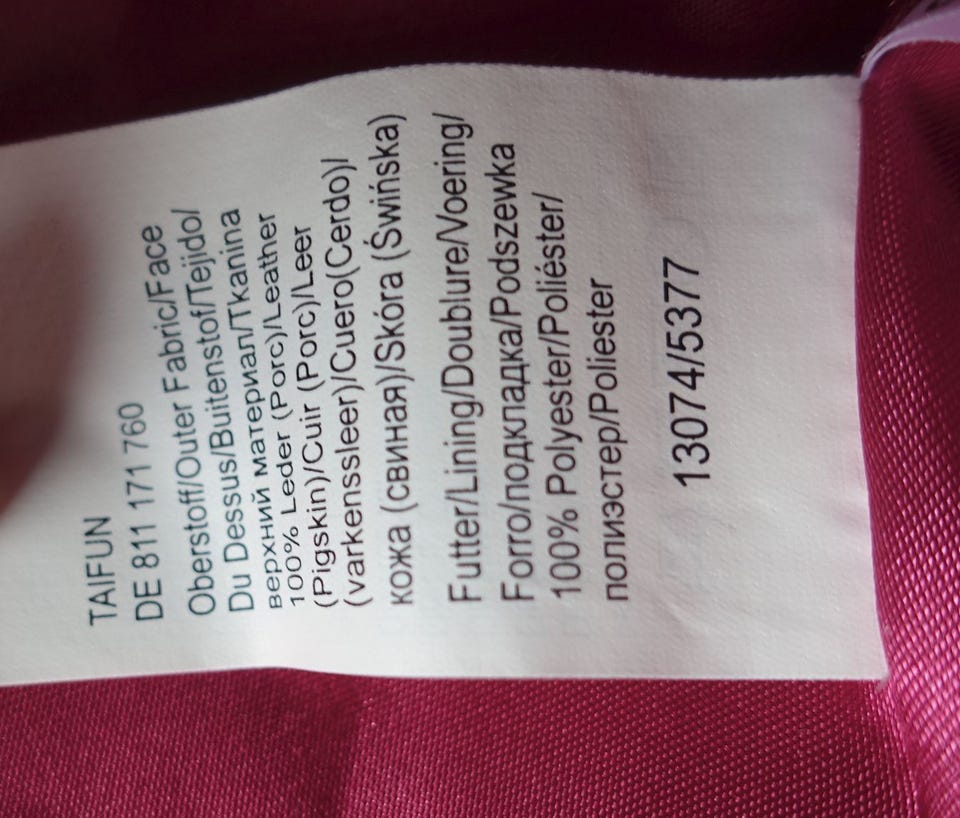 TAIFUN
DE 811 171 760
Oberstoff/Outer Fabric/Face
Du Dessus/Buitenstof/Tejido/
верхний материал/Tkanina
100% Leder (Porc)/Leather
(Pigskin)/Cuir (Porc)/Leer
(varkenssleer)/Cuero(Cerdo)/
кожа (свиная)/Skóra (Świńska)
Futter/Lining/Doublure/Voering/
Forro/подкладка/Podszewka
100% Polyester/Poliéster/
полиэстер/Poliester
13074/5377